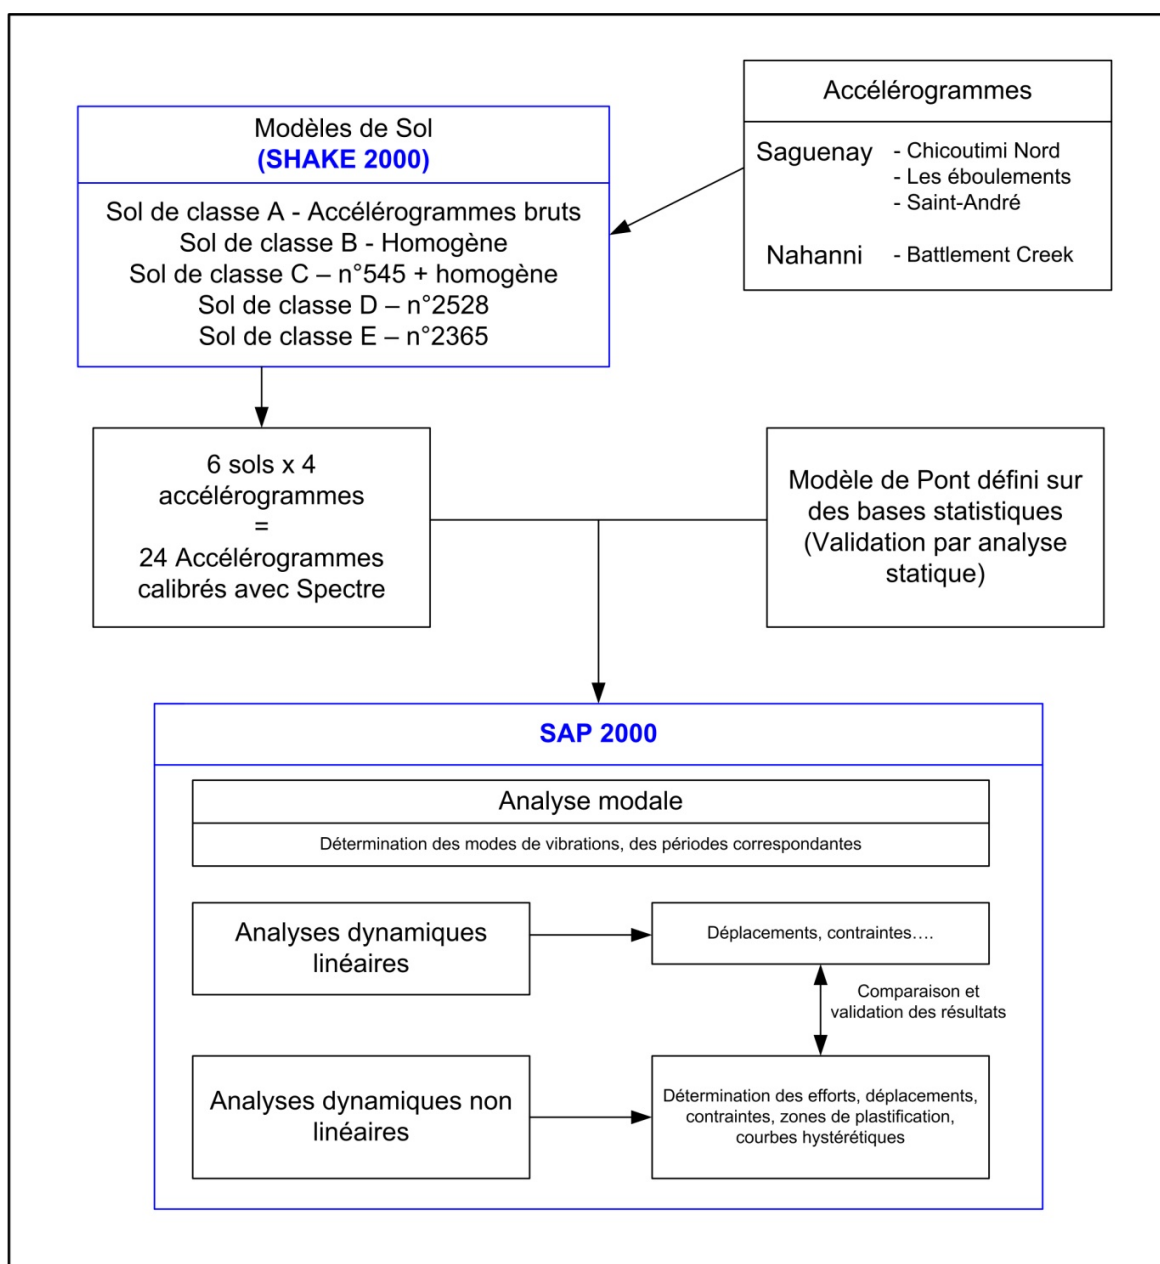 Accélérogrammes
Saguenay - Chicoutimi Nord
- Les éboulements
- Saint-André
Nahanni - Battlement Creek
Modèles de Sol
(SHAKE 2000)
Sol de classe A - Accélérogrammes bruts
Sol de classe B - Homogène
Sol de classe C – n°545 + homogène
Sol de classe D – n°2528
Sol de classe E – n°2365
6 sols x 4
accélérogrammes
=
24 Accélérogrammes
calibrés avec Spectre
Modèle de Pont défini sur
des bases statistiques
(Validation par analyse
statique)
SAP 2000
Analyse modale
Détermination des modes de vibrations, des périodes correspondantes
Analyses dynamiques
linéaires
Déplacements, contraintes….
Comparaison et
validation des résultats
Analyses dynamiques non
linéaires
Détermination des efforts, déplacements,
contraintes, zones de plastification,
courbes hystérétiques